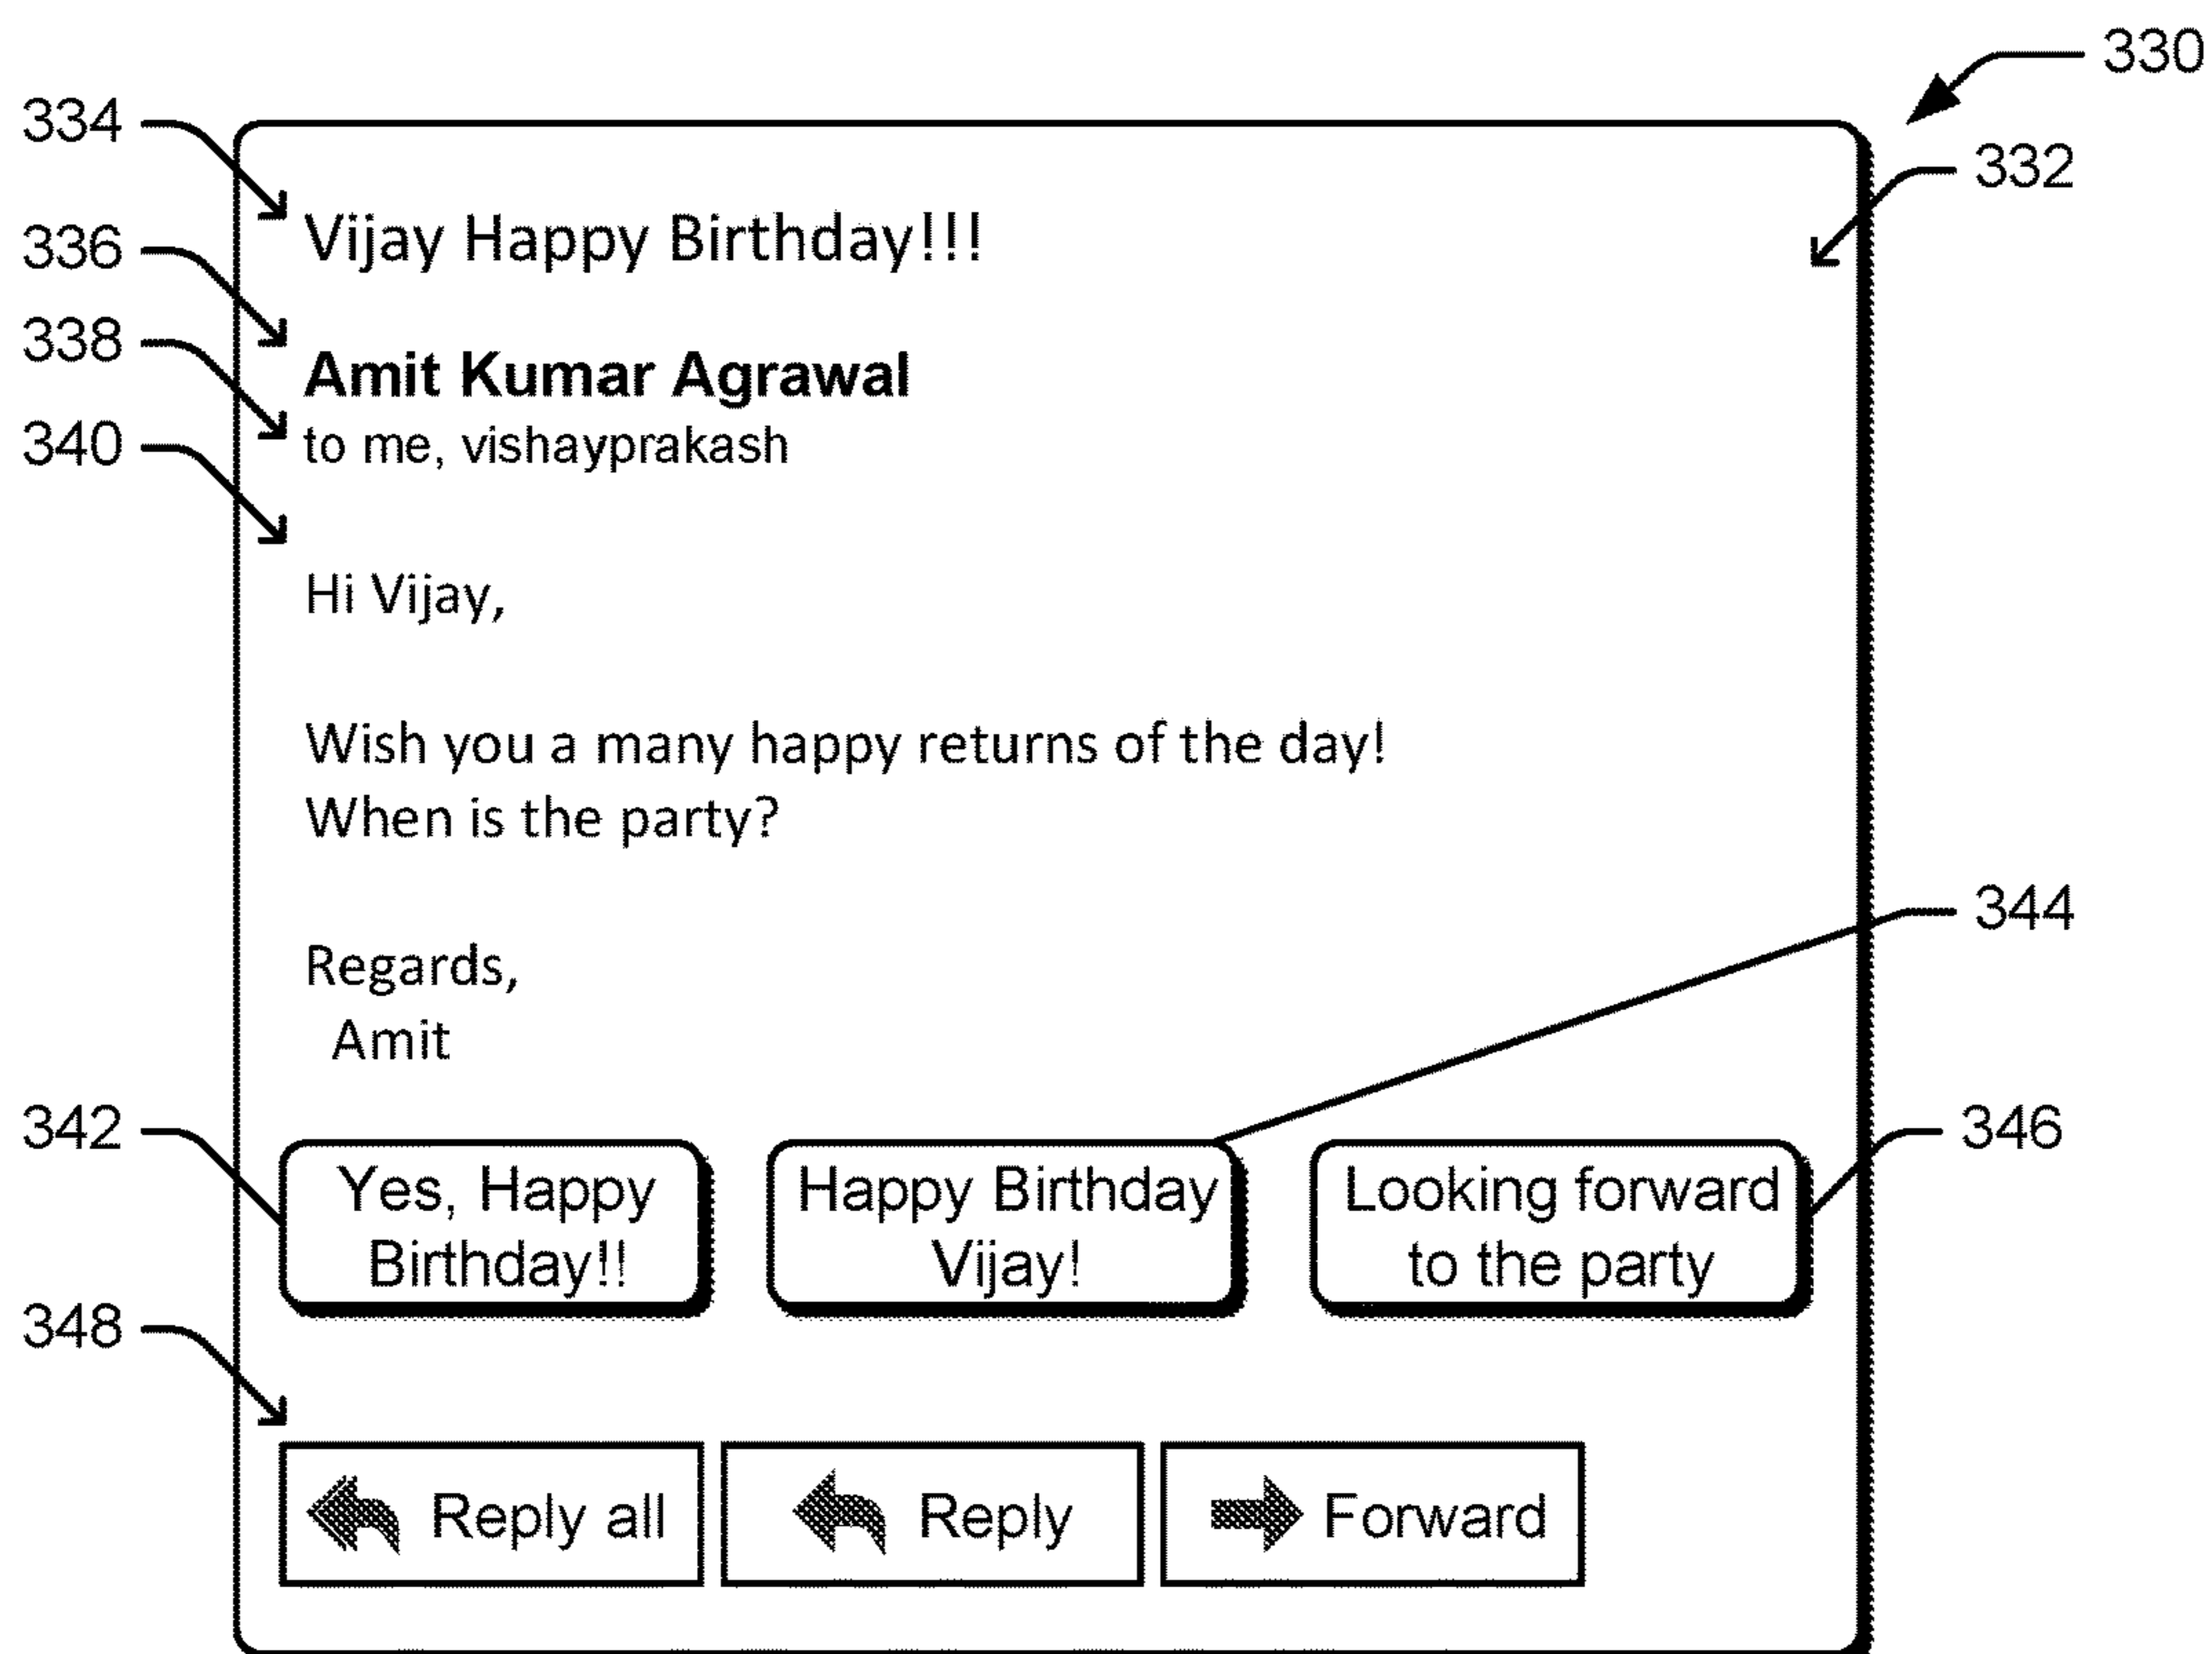 330
334
332
Vijay Happy Birthday!!!
336
338
Amit Kumar Agrawal
340
to me, vishayprakash
Hi Vijay,
Wish you a many happy returns of the day!
When is the party?
344
Regards,
Amit
342
346
Yes, Happy
Birthday!!
Happy Birthday
Vijay!
Looking forward
to the party
348
Reply all
Reply
Forward